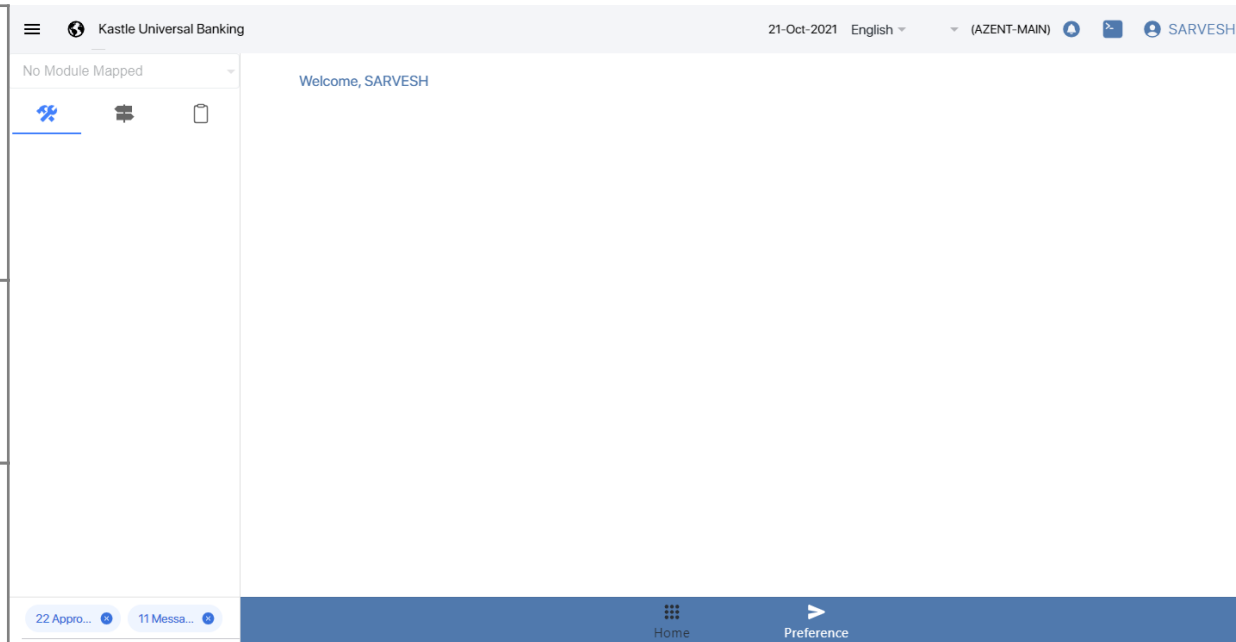 Kastle Universal Banking
21-Oct-2021 English (AZENT-MAIN) SARVESH
No Module Mapped
Welcome, SARVESH
22 Appro... 11 Messa...
Home Preference